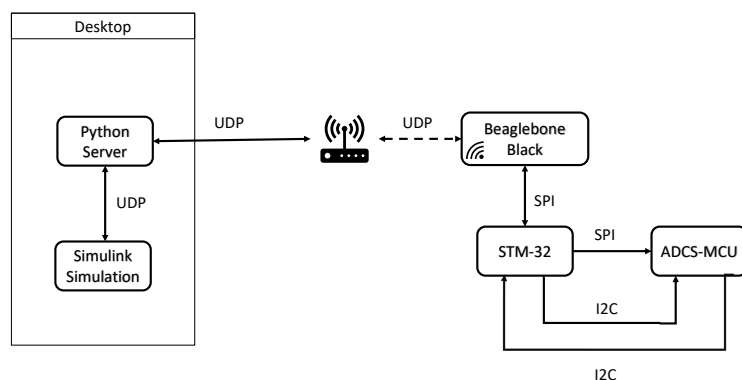 Desktop
Python
Server
UDP
UDP
Beaglebone
Black
UDP
SPI
Simulink
Simulation
STM-32
SPI
ADCS-MCU
I2C
I2C